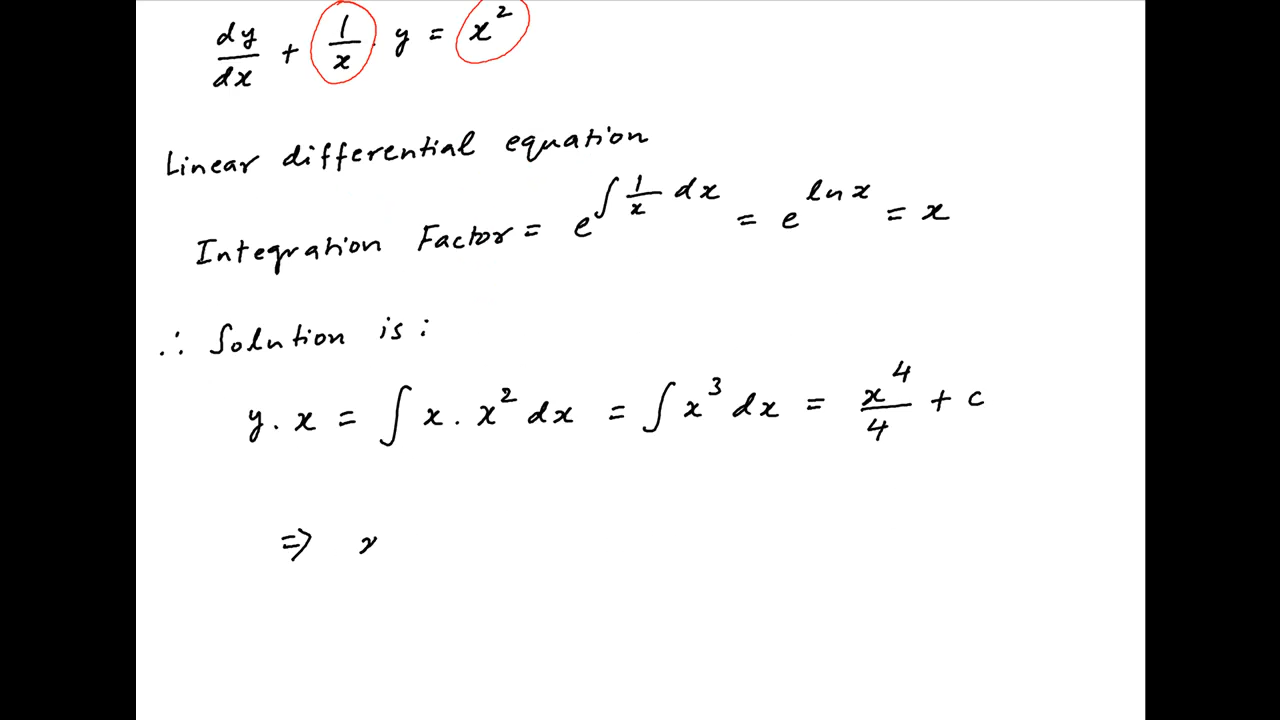 dy/dx + 1/x · y = x²
Linear differential equation
Integration Factor = e^(∫ 1/x dx) = e^(ln x) = x
∴ Solution is :
y · x = ∫ x . x² dx = ∫ x³ dx = x⁴/4 + c
=> x